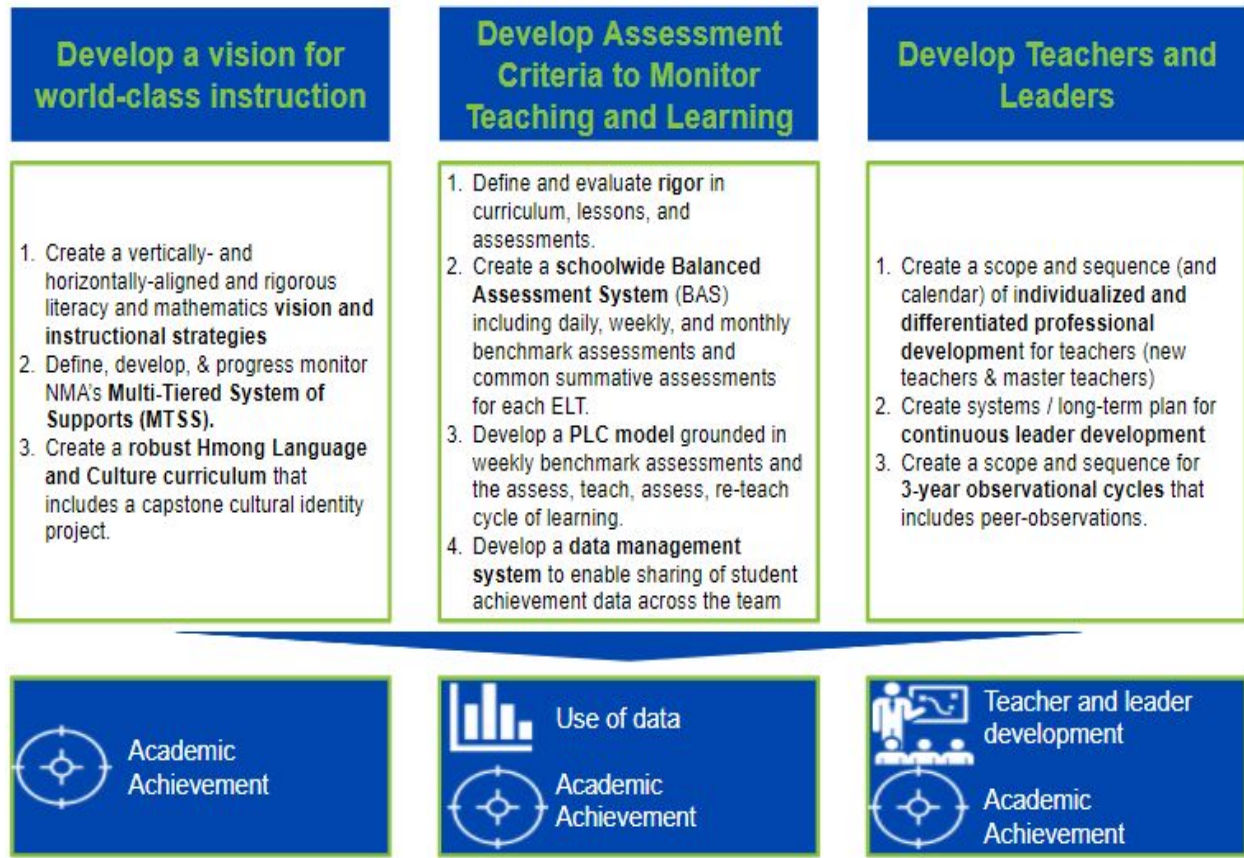 Develop a vision for
world-class instruction
1. Create a vertically- and
horizontally-aligned and rigorous
literacy and mathematics vision and
instructional strategies
2. Define, develop, & progress monitor
NMA's Multi-Tiered System of
Supports (MTSS).
3. Create a robust Hmong Language
and Culture curriculum that
includes a capstone cultural identity
project.
Develop Assessment
Criteria to Monitor
Teaching and Learning
1. Define and evaluate rigor in
curriculum, lessons, and
assessments.
2. Create a schoolwide Balanced
Assessment System (BAS)
including daily, weekly, and monthly
benchmark assessments and
common summative assessments
for each ELT.
3. Develop a PLC model grounded in
weekly benchmark assessments and
the assess, teach, assess, re-teach
cycle of learning.
4. Develop a data management
system to enable sharing of student
achievement data across the team
Develop Teachers and
Leaders
1. Create a scope and sequence (and
calendar) of individualized and
differentiated professional
development for teachers (new
teachers & master teachers)
2. Create systems / long-term plan for
continuous leader development
3. Create a scope and sequence for
3-year observational cycles that
includes peer-observations.
Academic
Achievement
Use of data
Academic
Achievement
Teacher and leader
development
Academic
Achievement